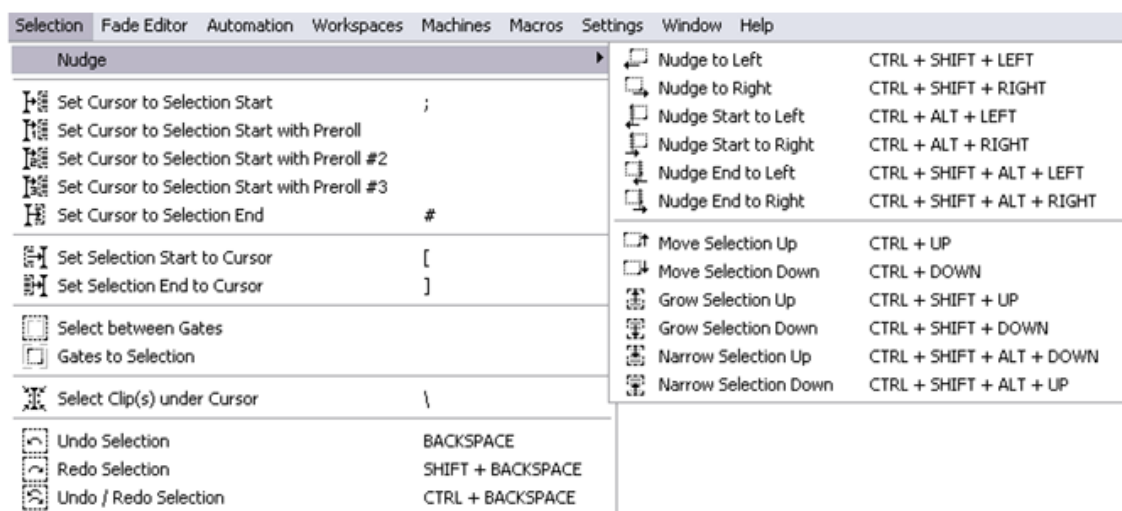 Selection Fade Editor Automation Workspaces Machines Macros Settings Window Help
Nudge
Set Cursor to Selection Start ;
Set Cursor to Selection Start with Preroll
Set Cursor to Selection Start with Preroll #2
Set Cursor to Selection Start with Preroll #3
Set Cursor to Selection End #
Set Selection Start to Cursor [
Set Selection End to Cursor ]
Select between Gates
Gates to Selection
Select Clip(s) under Cursor \
Undo Selection BACKSPACE
Redo Selection SHIFT + BACKSPACE
Undo / Redo Selection CTRL + BACKSPACE
Nudge to Left CTRL + SHIFT + LEFT
Nudge to Right CTRL + SHIFT + RIGHT
Nudge Start to Left CTRL + ALT + LEFT
Nudge Start to Right CTRL + ALT + RIGHT
Nudge End to Left CTRL + SHIFT + ALT + LEFT
Nudge End to Right CTRL + SHIFT + ALT + RIGHT
Move Selection Up CTRL + UP
Move Selection Down CTRL + DOWN
Grow Selection Up CTRL + SHIFT + UP
Grow Selection Down CTRL + SHIFT + DOWN
Narrow Selection Up CTRL + SHIFT + ALT + DOWN
Narrow Selection Down CTRL + SHIFT + ALT + UP